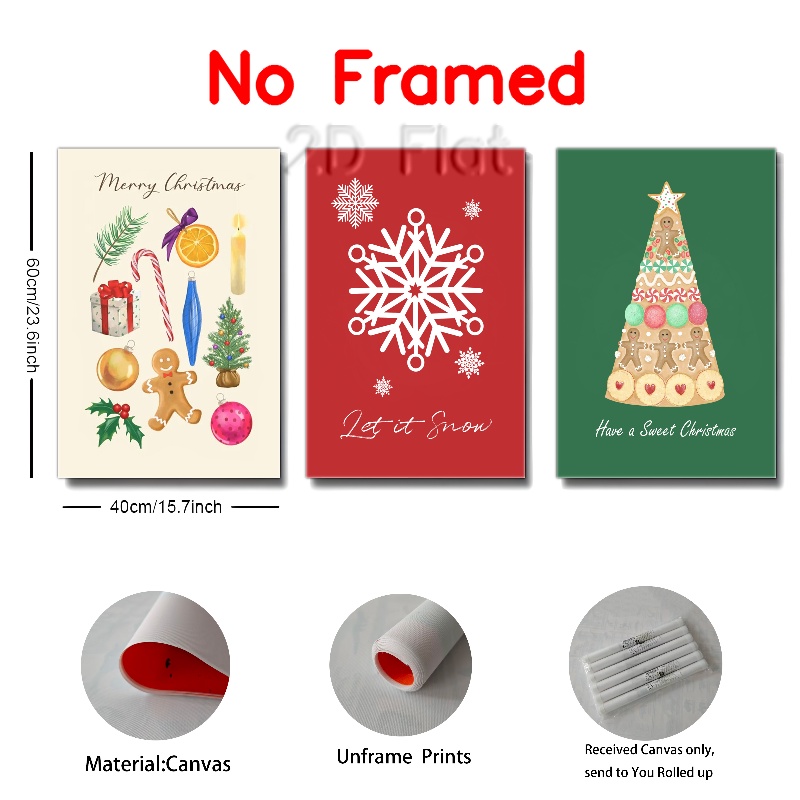 No Framed
2D Flat
Merry Christmas
Let it Snow
Have a Sweet Christmas
60cm/23.6inch
40cm/15.7inch
Material:Canvas
Unframe Prints
Received Canvas only,
send to You Rolled up